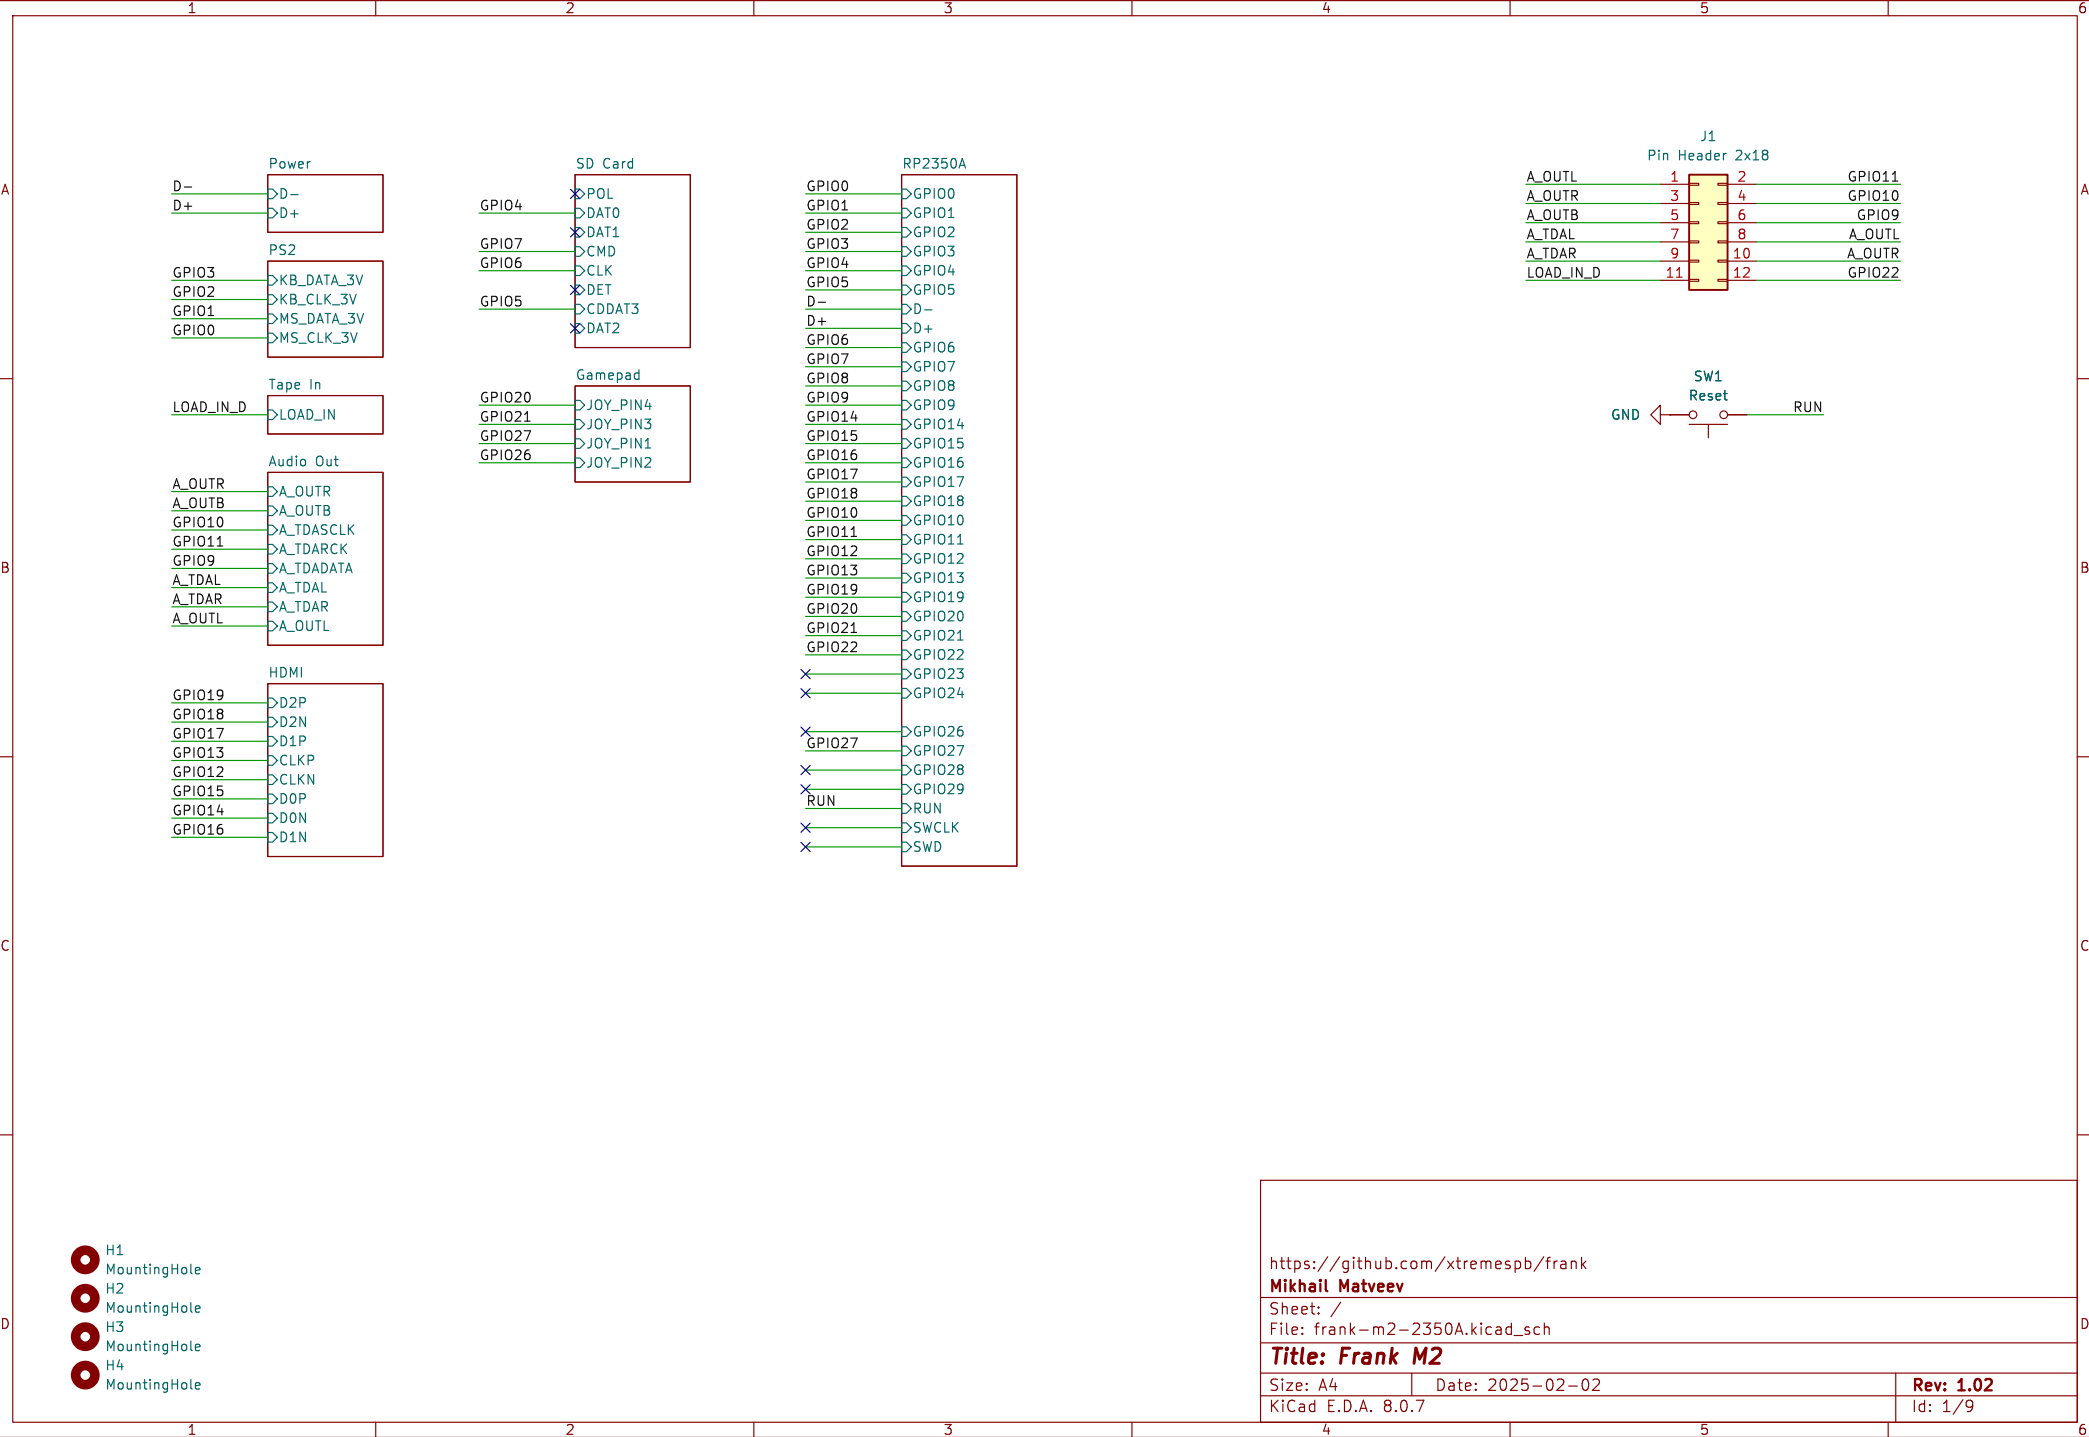 1 2 3 4 5 6
A A
B B
C C
D D
Power
D- D-
D+ D+
PS2
GPIO3 KB_DATA_3V
GPIO2 KB_CLK_3V
GPIO1 MS_DATA_3V
GPIO0 MS_CLK_3V
Tape In
LOAD_IN_D LOAD_IN
Audio Out
A_OUTR A_OUTR
A_OUTB A_OUTB
GPIO10 A_TDASCLK
GPIO11 A_TDARCK
GPIO9 A_TDADATA
A_TDAL A_TDAL
A_TDAR A_TDAR
A_OUTL A_OUTL
HDMI
GPIO19 D2P
GPIO18 D2N
GPIO17 D1P
GPIO13 CLKP
GPIO12 CLKN
GPIO15 D0P
GPIO14 D0N
GPIO16 D1N
SD Card
POL
GPIO4 DAT0
DAT1
GPIO7 CMD
GPIO6 CLK
DET
GPIO5 CDDAT3
DAT2
Gamepad
GPIO20 JOY_PIN4
GPIO21 JOY_PIN3
GPIO27 JOY_PIN1
GPIO26 JOY_PIN2
RP2350A
GPIO0 GPIO0
GPIO1 GPIO1
GPIO2 GPIO2
GPIO3 GPIO3
GPIO4 GPIO4
GPIO5 GPIO5
D- D-
D+ D+
GPIO6 GPIO6
GPIO7 GPIO7
GPIO8 GPIO8
GPIO9 GPIO9
GPIO14 GPIO14
GPIO15 GPIO15
GPIO16 GPIO16
GPIO17 GPIO17
GPIO18 GPIO18
GPIO10 GPIO10
GPIO11 GPIO11
GPIO12 GPIO12
GPIO13 GPIO13
GPIO19 GPIO19
GPIO20 GPIO20
GPIO21 GPIO21
GPIO22 GPIO22
GPIO23
GPIO24
GPIO26
GPIO27 GPIO27
GPIO28
GPIO29
RUN RUN
SWCLK
SWD
J1
Pin Header 2x18
A_OUTL 1 2 GPIO11
A_OUTR 3 4 GPIO10
A_OUTB 5 6 GPIO9
A_TDAL 7 8 A_OUTL
A_TDAR 9 10 A_OUTR
LOAD_IN_D 11 12 GPIO22
SW1
Reset
GND RUN
H1
MountingHole
H2
MountingHole
H3
MountingHole
H4
MountingHole
https://github.com/xtremespb/frank
Mikhail Matveev
Sheet: /
File: frank-m2-2350A.kicad_sch
Title: Frank M2
Size: A4 Date: 2025-02-02 Rev: 1.02
KiCad E.D.A. 8.0.7 Id: 1/9
1 2 3 4 5 6